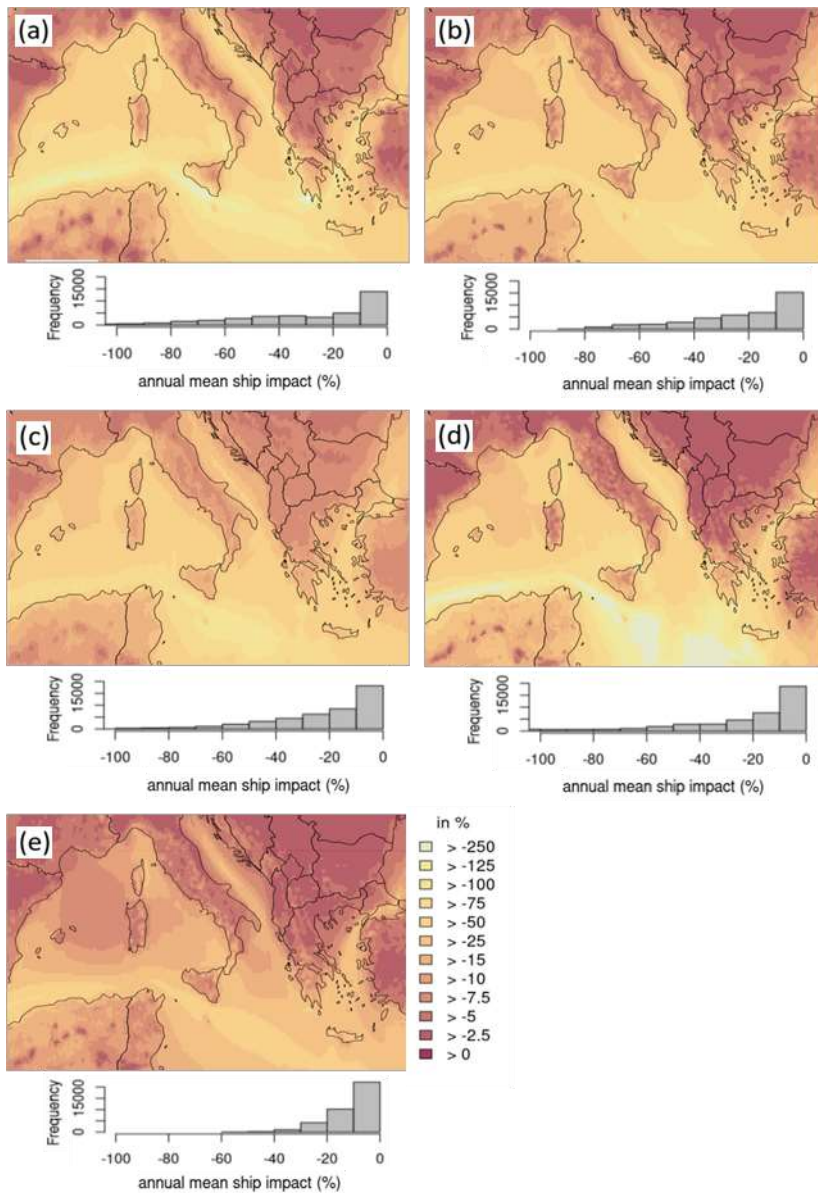 (a)
(b)
Frequency
0 15000
-100 -80 -60 -40 -20 0
annual mean ship impact (%)
Frequency
0 15000
-100 -80 -60 -40 -20 0
annual mean ship impact (%)
(c)
(d)
Frequency
0 15000
-100 -80 -60 -40 -20 0
annual mean ship impact (%)
Frequency
0 15000
-100 -80 -60 -40 -20 0
annual mean ship impact (%)
(e)
in %
> -250
> -125
> -100
> -75
> -50
> -25
> -15
> -10
> -7.5
> -5
> -2.5
> 0
Frequency
0 15000
-100 -80 -60 -40 -20 0
annual mean ship impact (%)